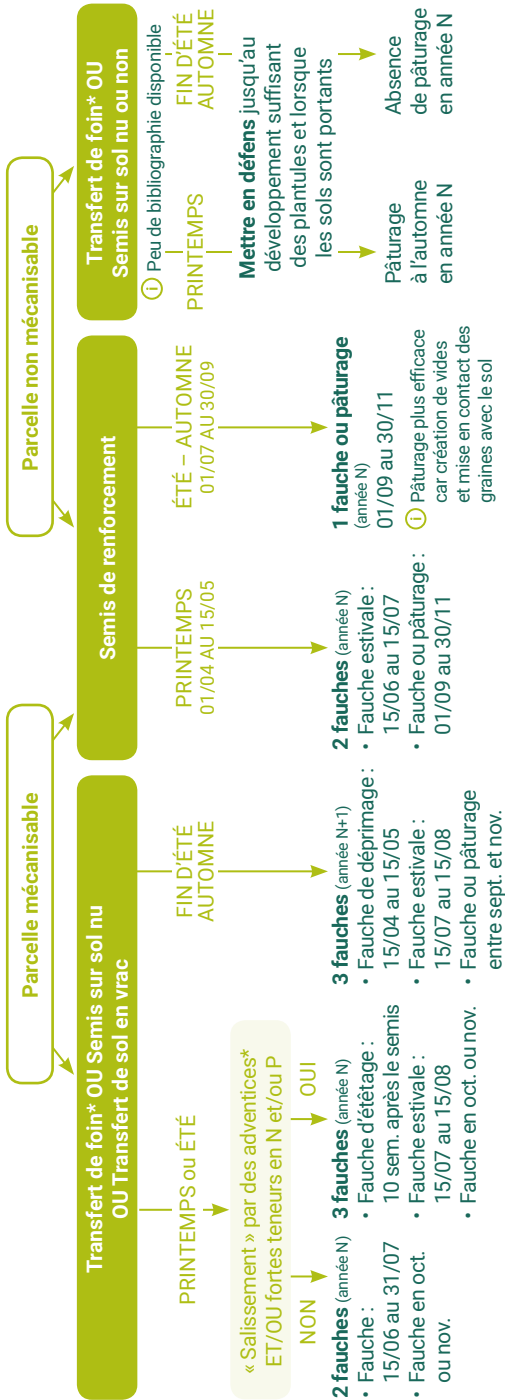 Parcelle mécanisable
Parcelle non mécanisable
Transfert de foin* OU Semis sur sol nu
OU Transfert de sol en vrac
Semis de renforcement
Transfert de foin* OU
Semis sur sol nu ou non
i Peu de bibliographie disponible
PRINTEMPS ou ÉTÉ
« Salissement » par des adventices*
ET/OU fortes teneurs en N et/ou P
NON
OUI
2 fauches (année N)
• Fauche :
15/06 au 31/07
• Fauche en oct.
ou nov.
3 fauches (année N)
• Fauche d'étêtage :
10 sem. après le semis
• Fauche estivale :
15/07 au 15/08
• Fauche en oct. ou nov.
FIN D'ÉTÉ
AUTOMNE
3 fauches (année N+1)
• Fauche de déprimage :
15/04 au 15/05
• Fauche estivale :
15/07 au 15/08
• Fauche ou pâturage
entre sept. et nov.
PRINTEMPS
01/04 AU 15/05
2 fauches (année N)
• Fauche estivale :
15/06 au 15/07
• Fauche ou pâturage :
01/09 au 30/11
ÉTÉ – AUTOMNE
01/07 AU 30/09
1 fauche ou pâturage
(année N)
01/09 au 30/11
i Pâturage plus efficace
car création de vides
et mise en contact des
graines avec le sol
PRINTEMPS
FIN D'ÉTÉ
AUTOMNE
Mettre en défens jusqu'au
développement suffisant
des plantules et lorsque
les sols sont portants
Pâturage
à l'automne
en année N
Absence
de pâturage
en année N